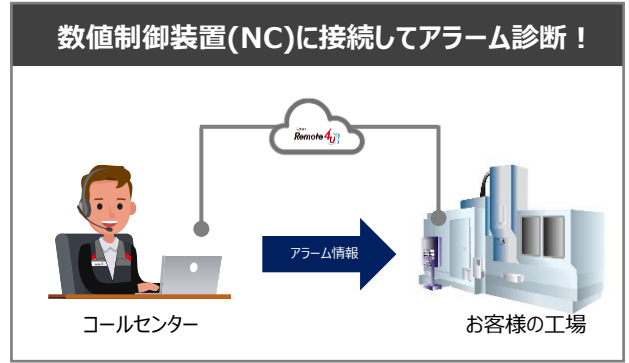 数値制御装置(NC)に接続してアラーム診断！
Remote 4U
アラーム情報
コールセンター
お客様の工場